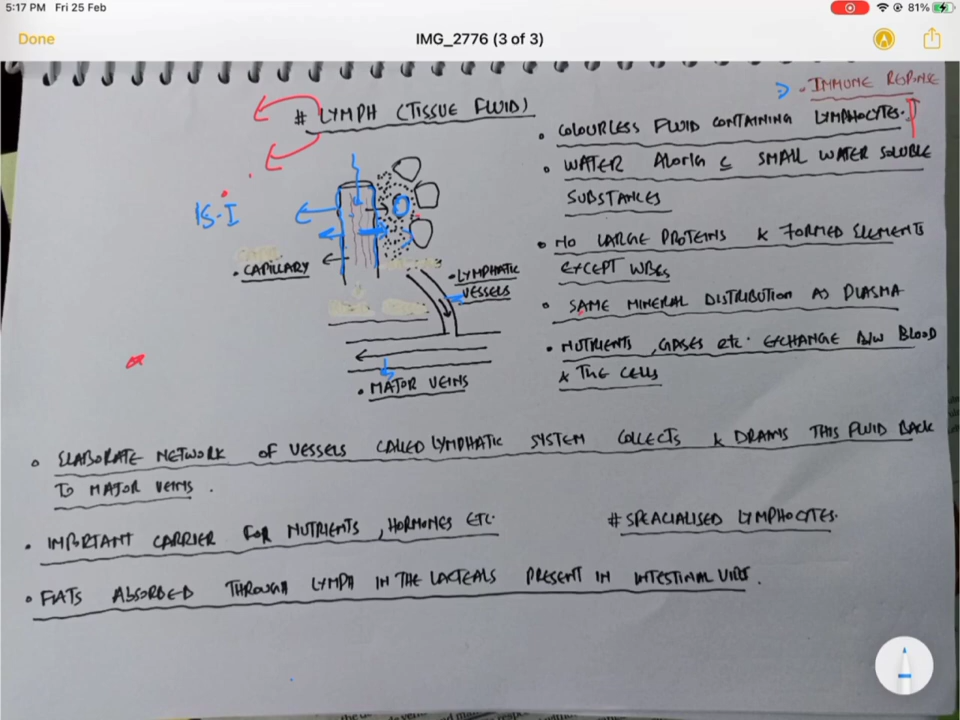 5:17 PM Fri 25 Feb
81%
Done
IMG_2776 (3 of 3)
# LYMPH (TISSUE FLUID)
IS-I
• CAPILLARY
• LYMPHATIC
VESSELS
• MAJOR VEINS
• IMMUNE RESPONSE
• COLOURLESS FLUID CONTAINING LYMPHOCYTES.
• WATER ALONG C SMALL WATER SOLUBLE
SUBSTANCES
• NO LARGE PROTEINS & FORMED ELEMENTS
EXCEPT WBCs
• SAME MINERAL DISTRIBUTION AS PLASMA
• NUTRIENTS, GASES etc. EXCHANGE B/W BLOOD
& THE CELLS
• ELABORATE NETWORK OF VESSELS CALLED LYMPHATIC SYSTEM COLLECTS & DRAINS THIS FLUID BACK
TO MAJOR VEINS.
• IMPORTANT CARRIER FOR NUTRIENTS, HORMONES ETC.
# SPEACIALISED LYMPHOCITES.
• FATS ABSORBED THROUGH LYMPH IN THE LACTEALS PRESENT IN INTESTINAL VILLI.